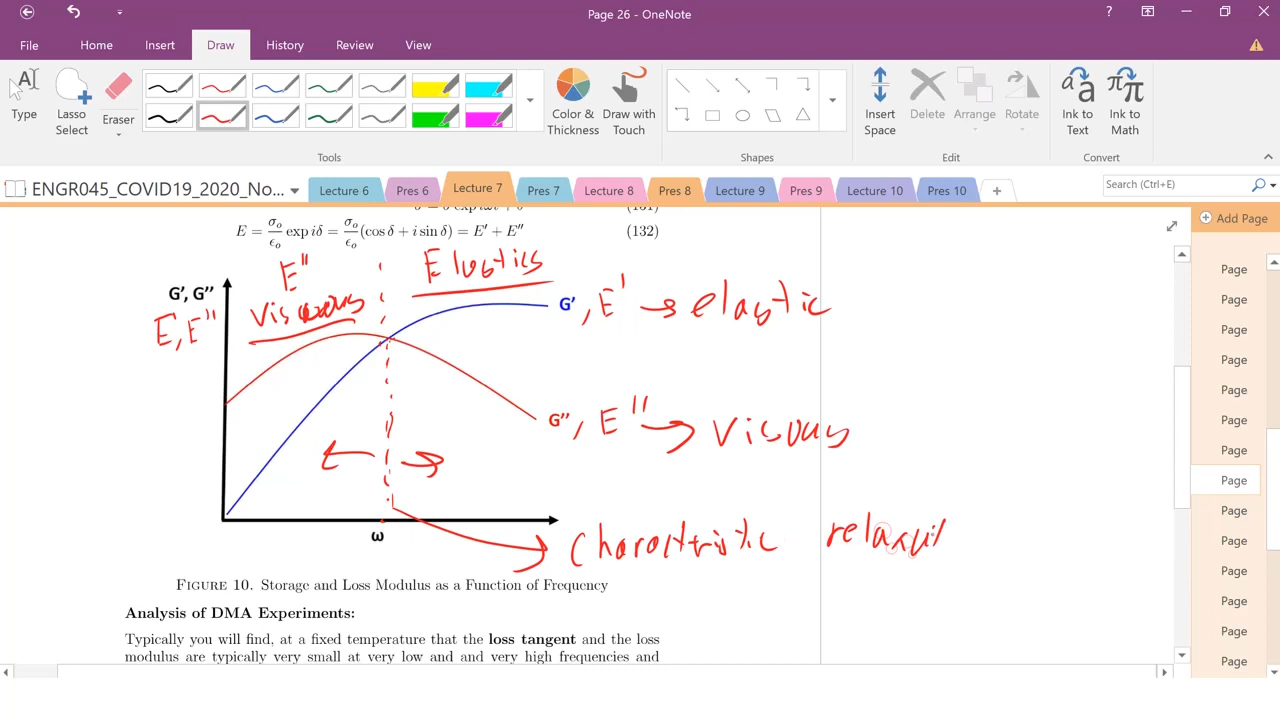 Page 26 - OneNote
File Home Insert Draw History Review View
Type
Lasso Select
Eraser
Color & Thickness
Draw with Touch
Insert Space
Delete
Arrange
Rotate
Ink to Text
Ink to Math
Tools
Shapes
Edit
Convert
ENGR045_COVID19_2020_No...
Lecture 6 Pres 6 Lecture 7 Pres 7 Lecture 8 Pres 8 Lecture 9 Pres 9 Lecture 10 Pres 10
Search (Ctrl+E)
Add Page
E = σo/ϵo exp iδ = σo/ϵo (cos δ + i sin δ) = E′ + E″ (132)
E″
viscous
Elastics
G′, G″
E, E″
G′, E′ → elastic
G″, E″ → viscous
ω
charactristic
Figure 10. Storage and Loss Modulus as a Function of Frequency
Analysis of DMA Experiments:
Typically you will find, at a fixed temperature that the loss tangent and the loss
modulus are typically very small at very low and and very high frequencies and
Page
Page
Page
Page
Page
Page
Page
Page
Page
Page
Page
Page
Page
Page